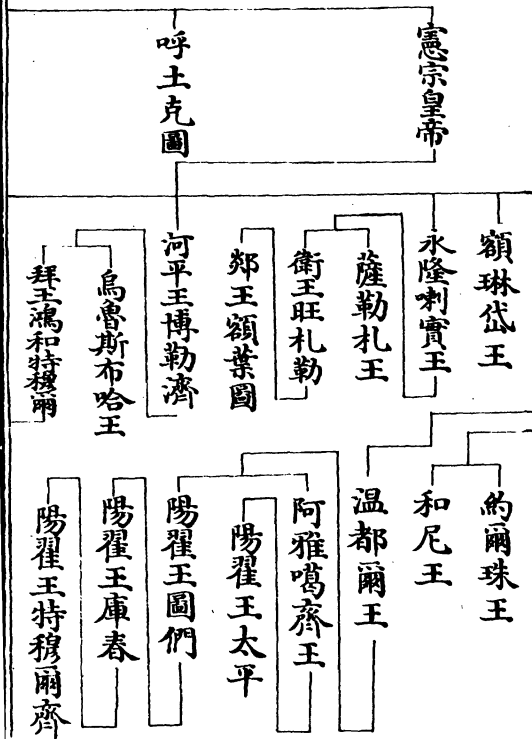 憲宗皇帝
呼土克圖
額琳岱王
永隆喇實王
薩勒扎王
衛王旺札勒
郯王額葉圖
河平王博勒濟
烏魯斯布哈王
拜王鴻和特穆爾
約爾珠王
和尼王
温都爾王
阿雅噶齊王
陽翟王太平
陽翟王圖們
陽翟王庫春
陽翟王特穆爾齊